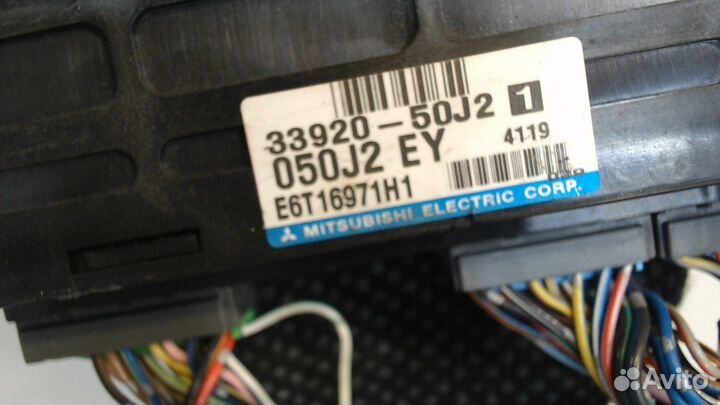 33920-50J2 1
050J2 EY 4119
E6T16971H1
MITSUBISHI ELECTRIC CORP.
Avito